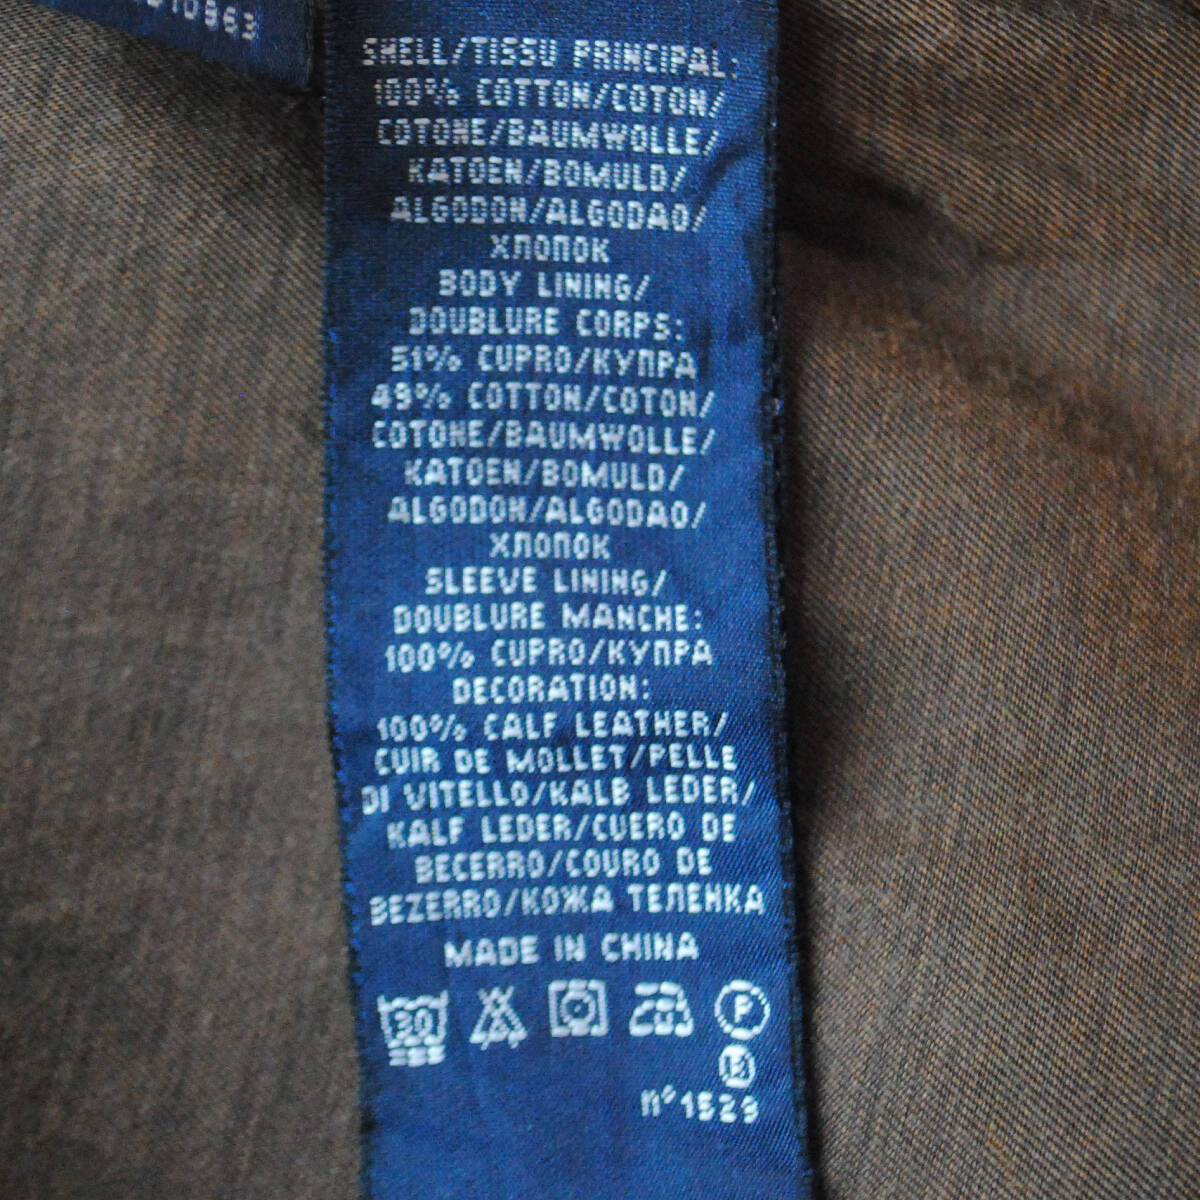 SHELL/TISSU PRINCIPAL:
100% COTTON/COTON/
COTONE/BAUMWOLLE/
KATOEN/BOMULD/
ALGODON/ALGODAO/
ХЛОПОК
BODY LINING/
DOUBLURE CORPS:
51% CUPRO/КУПРА
49% COTTON/COTON/
COTONE/BAUMWOLLE/
KATOEN/BOMULD/
ALGODON/ALGODAO/
ХЛОПОК
SLEEVE LINING/
DOUBLURE MANCHE:
100% CUPRO/КУПРА
DECORATION:
100% CALF LEATHER/
CUIR DE MOLLET/PELLE
DI VITELLO/KALB LEDER/
KALF LEDER/CUERO DE
BECERRO/COURO DE
BEZERRO/КОЖА ТЕЛЕНКА
MADE IN CHINA
30 P
n°1529